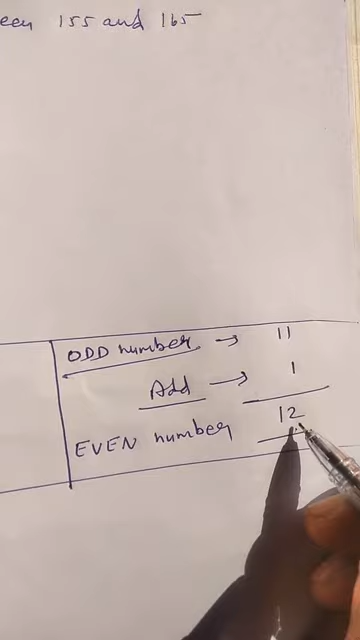 een 155 and 165
ODD number → 11
Add → 1
EVEN number 12